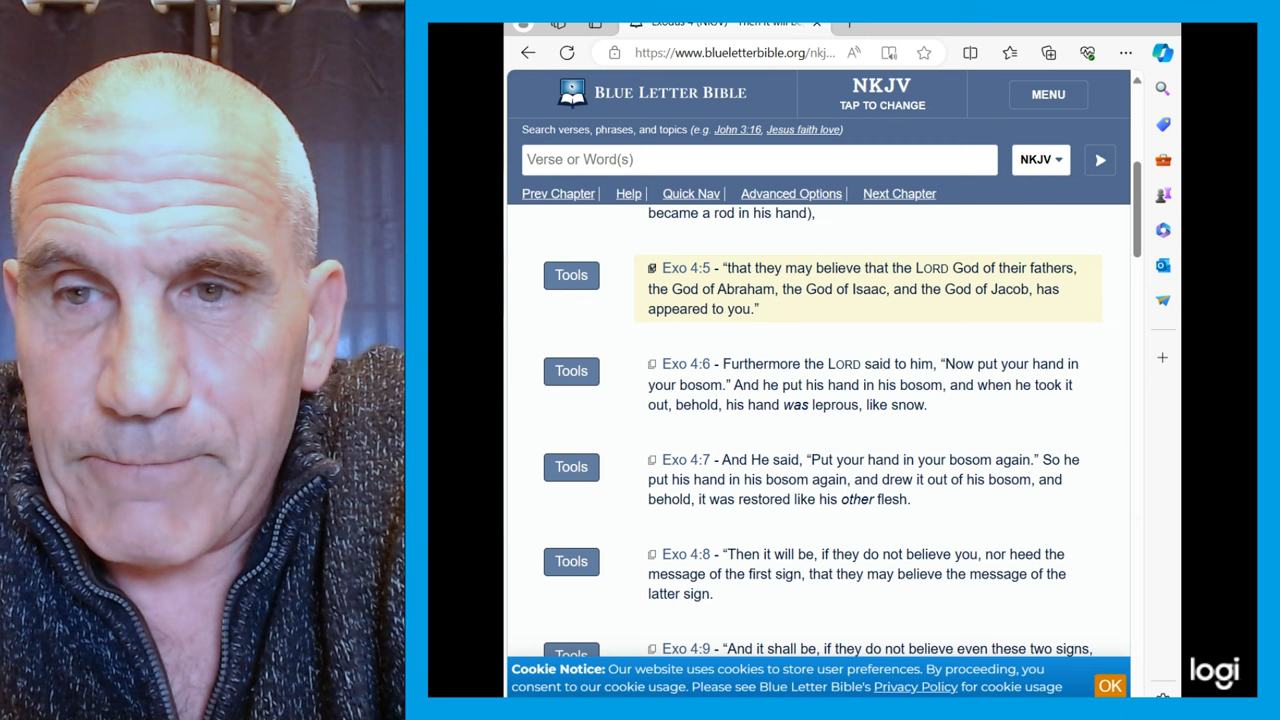 Exodus 4 (NKJV) - Then it will be
https://www.blueletterbible.org/nkj...
BLUE LETTER BIBLE
NKJV
TAP TO CHANGE
MENU
Search verses, phrases, and topics (e.g. John 3:16, Jesus faith love)
Verse or Word(s)
NKJV
Prev Chapter | Help | Quick Nav | Advanced Options | Next Chapter
became a rod in his hand),
Tools
Exo 4:5 - “that they may believe that the LORD God of their fathers,
the God of Abraham, the God of Isaac, and the God of Jacob, has
appeared to you.”
Tools
Exo 4:6 - Furthermore the LORD said to him, “Now put your hand in
your bosom.” And he put his hand in his bosom, and when he took it
out, behold, his hand was leprous, like snow.
Tools
Exo 4:7 - And He said, “Put your hand in your bosom again.” So he
put his hand in his bosom again, and drew it out of his bosom, and
behold, it was restored like his other flesh.
Tools
Exo 4:8 - “Then it will be, if they do not believe you, nor heed the
message of the first sign, that they may believe the message of the
latter sign.
Tools
Exo 4:9 - “And it shall be, if they do not believe even these two signs,
Cookie Notice: Our website uses cookies to store user preferences. By proceeding, you
consent to our cookie usage. Please see Blue Letter Bible's Privacy Policy for cookie usage
OK
logi